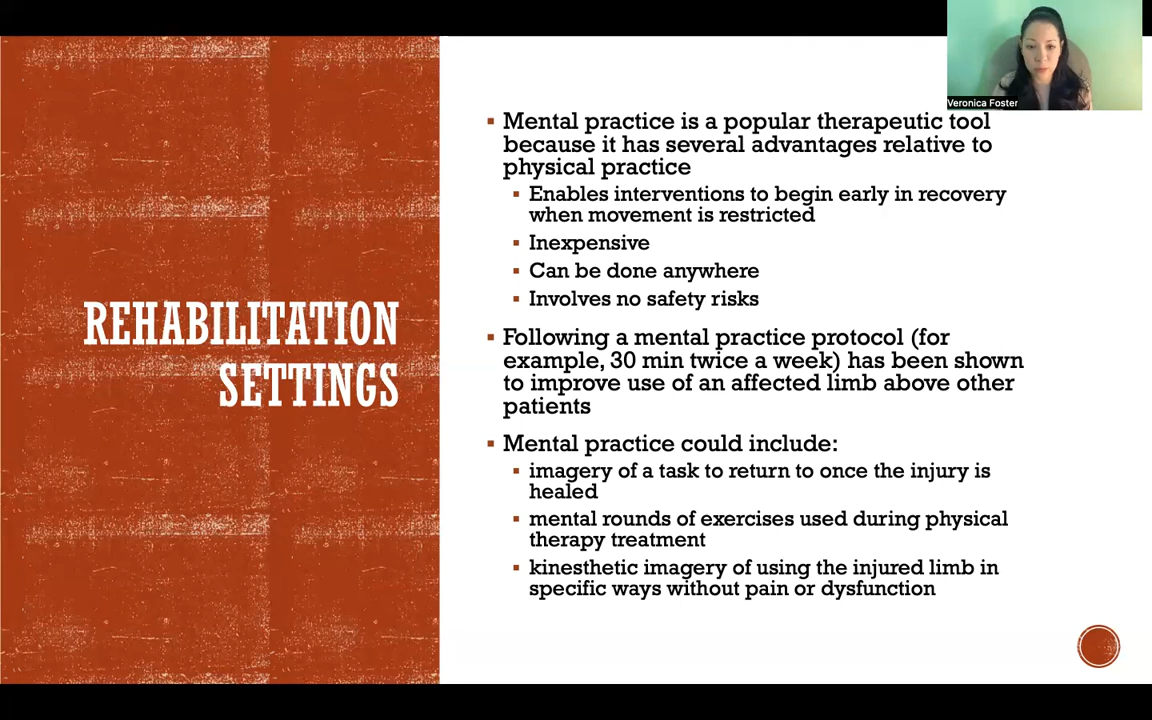 Veronica Foster
REHABILITATION
SETTINGS
Mental practice is a popular therapeutic tool
because it has several advantages relative to
physical practice
Enables interventions to begin early in recovery
when movement is restricted
Inexpensive
Can be done anywhere
Involves no safety risks
Following a mental practice protocol (for
example, 30 min twice a week) has been shown
to improve use of an affected limb above other
patients
Mental practice could include:
imagery of a task to return to once the injury is
healed
mental rounds of exercises used during physical
therapy treatment
kinesthetic imagery of using the injured limb in
specific ways without pain or dysfunction